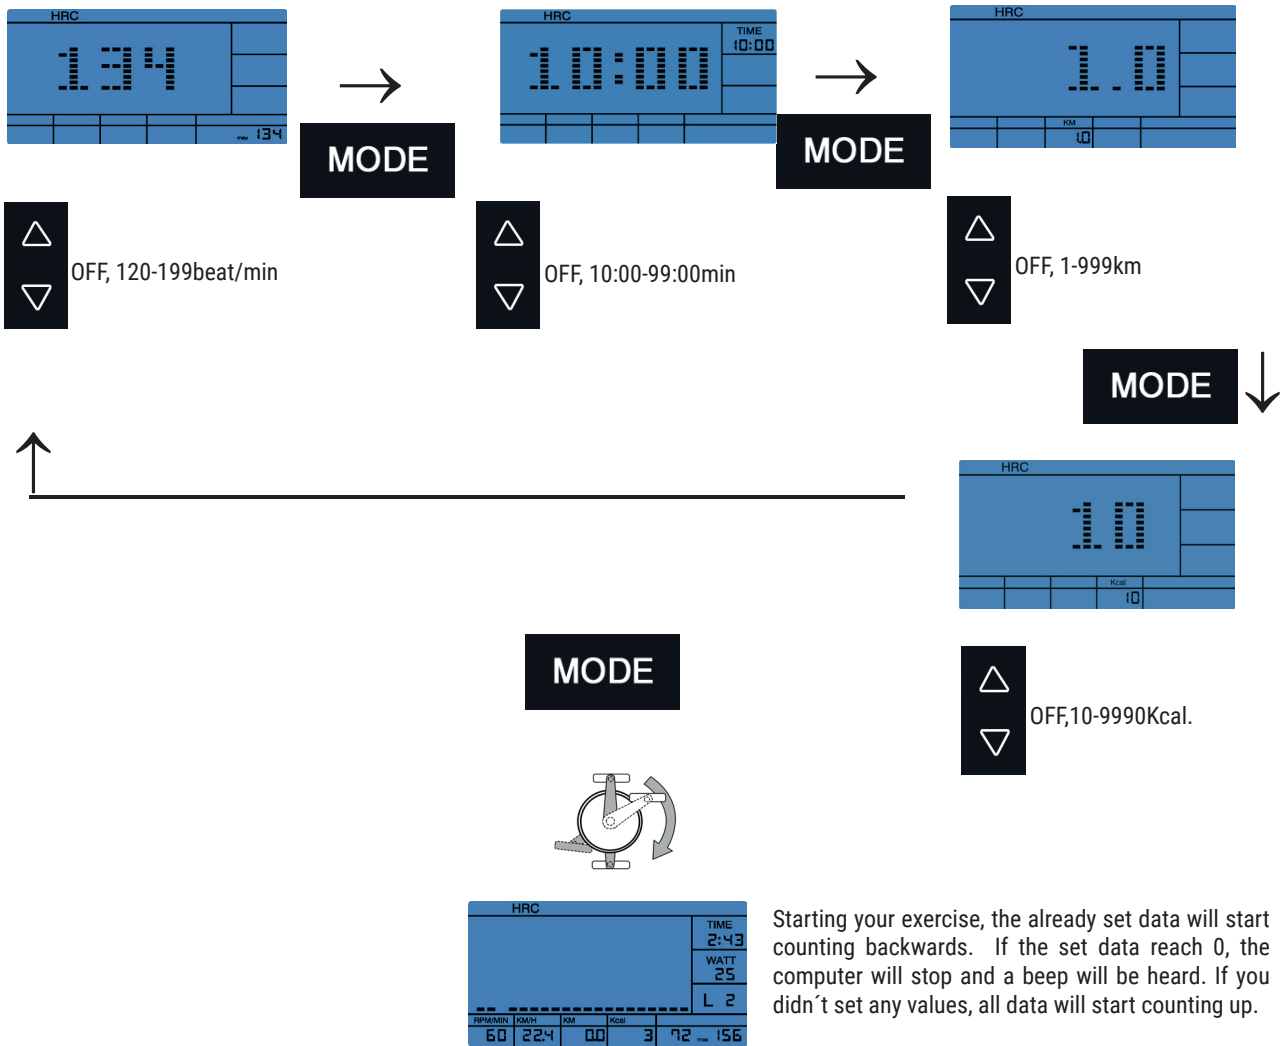 HRC
134
max 134
MODE
OFF, 120-199beat/min
HRC
TIME
10:00
10:00
MODE
OFF, 10:00-99:00min
HRC
1.0
KM
1.0
OFF, 1-999km
MODE
HRC
10
Kcal
10
OFF,10-9990Kcal.
MODE
HRC
TIME
2:43
WATT
25
L 2
RPM/MIN KM/H KM Kcal
60 22.4 0.0 3 72 max 156
Starting your exercise, the already set data will start
counting backwards. If the set data reach 0, the
computer will stop and a beep will be heard. If you
didn´t set any values, all data will start counting up.